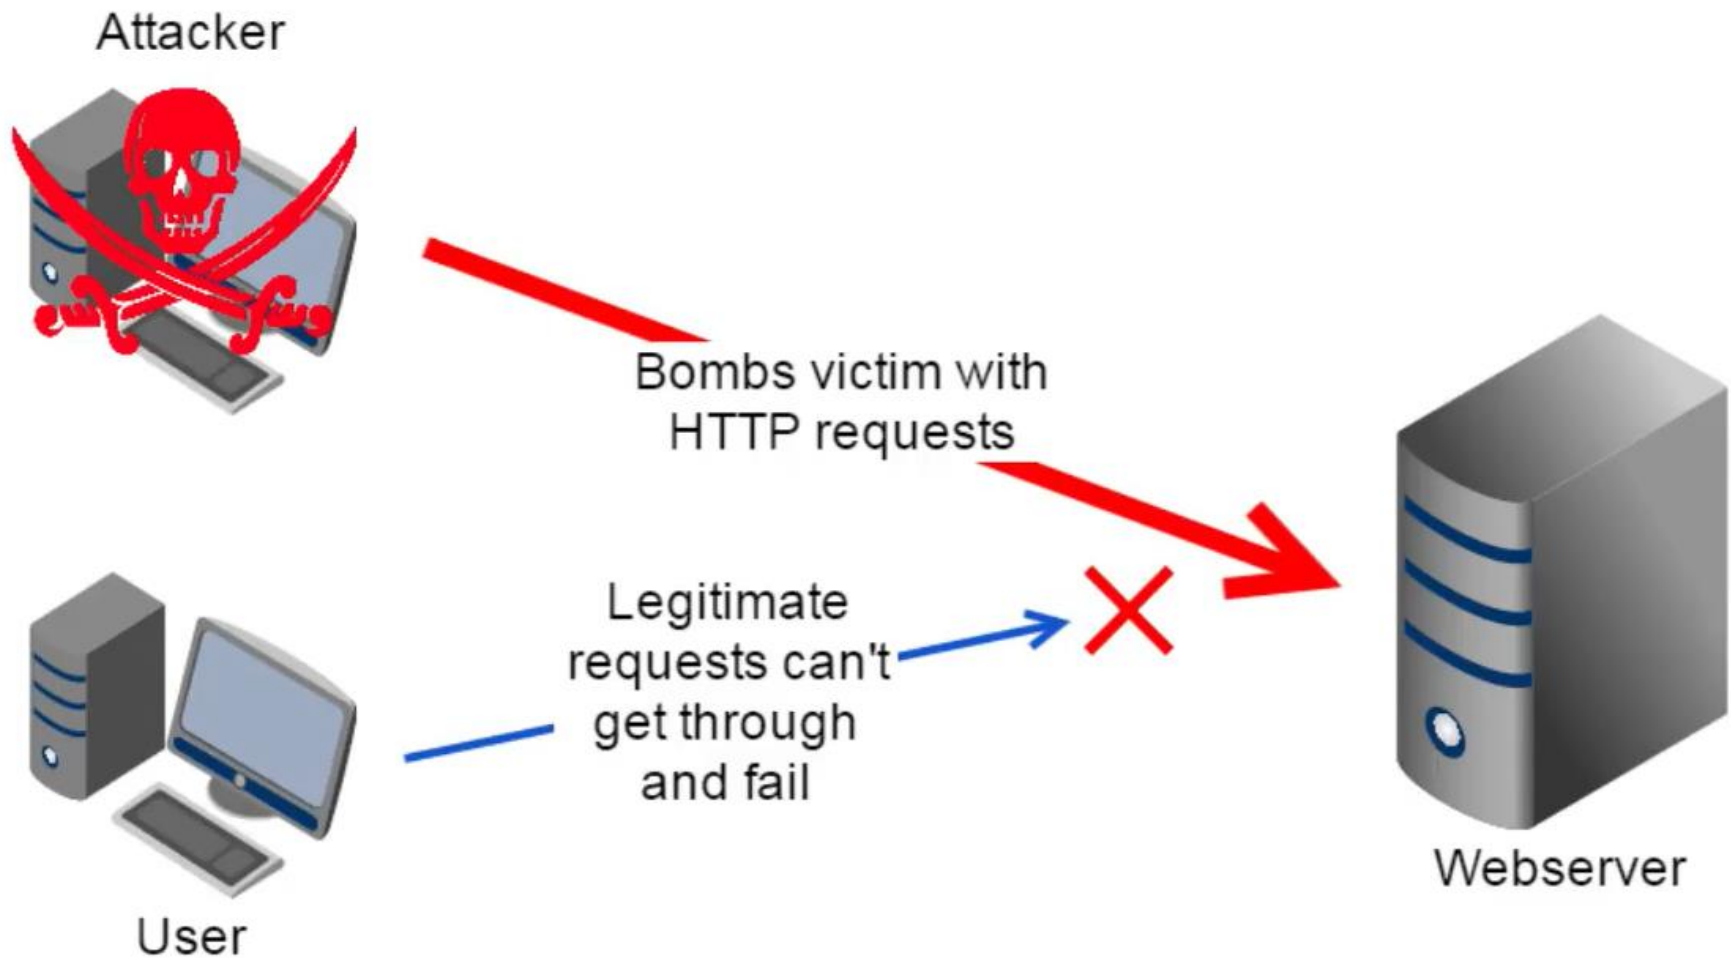 Attacker
Bombs victim with
HTTP requests
Legitimate
requests can't
get through
and fail
Webserver
User